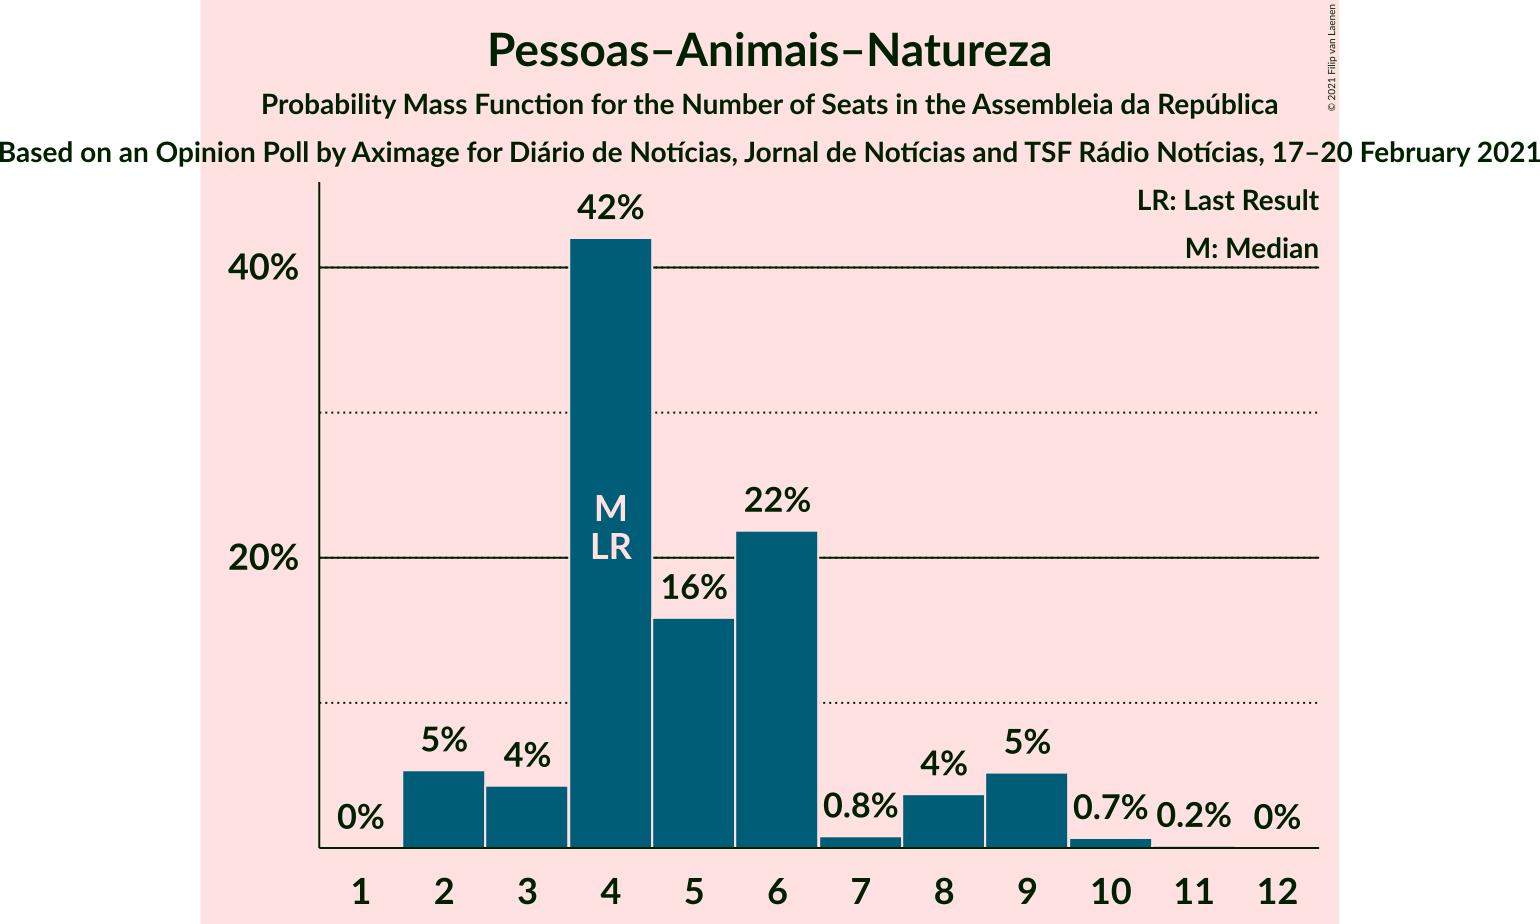 Pessoas–Animais–Natureza
Probability Mass Function for the Number of Seats in the Assembleia da República
Based on an Opinion Poll by Aximage for Diário de Notícias, Jornal de Notícias and TSF Rádio Notícias, 17–20 February 2021
© 2021 Filip van Laenen
LR: Last Result
M: Median
40%
20%
0%
5%
4%
42%
M
LR
16%
22%
0.8%
4%
5%
0.7%
0.2%
0%
1 2 3 4 5 6 7 8 9 10 11 12